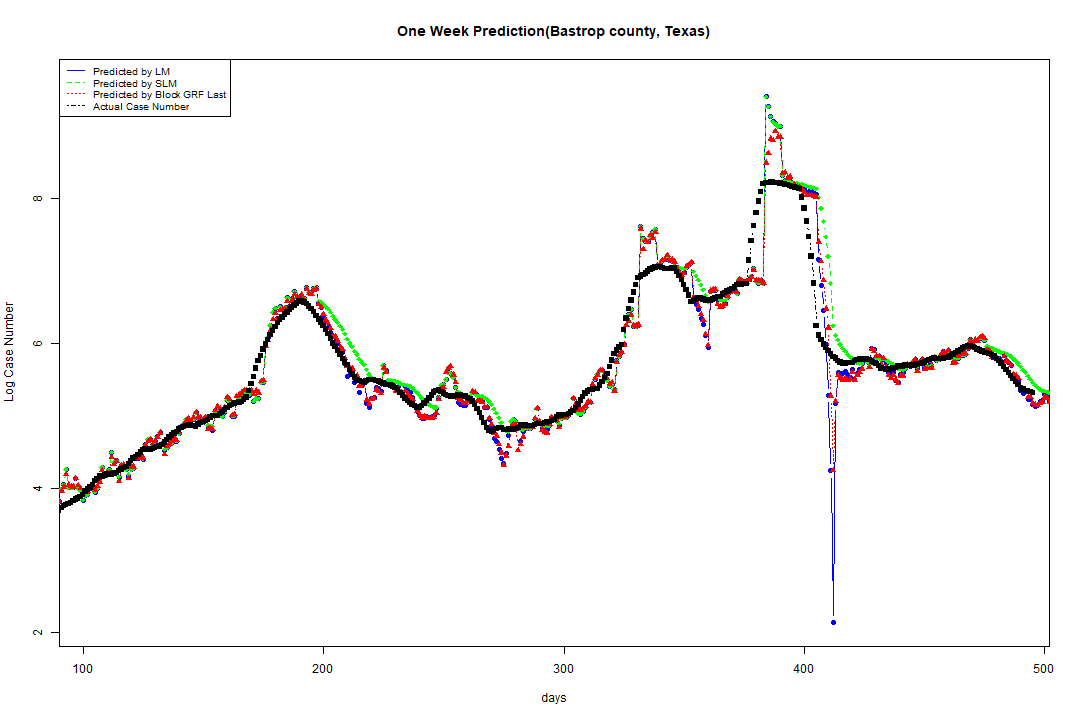 One Week Prediction(Bastrop county, Texas)
Predicted by LM
Predicted by SLM
Predicted by Block GRF Last
Actual Case Number
Log Case Number
8
6
4
2
100 200 300 400 500
days